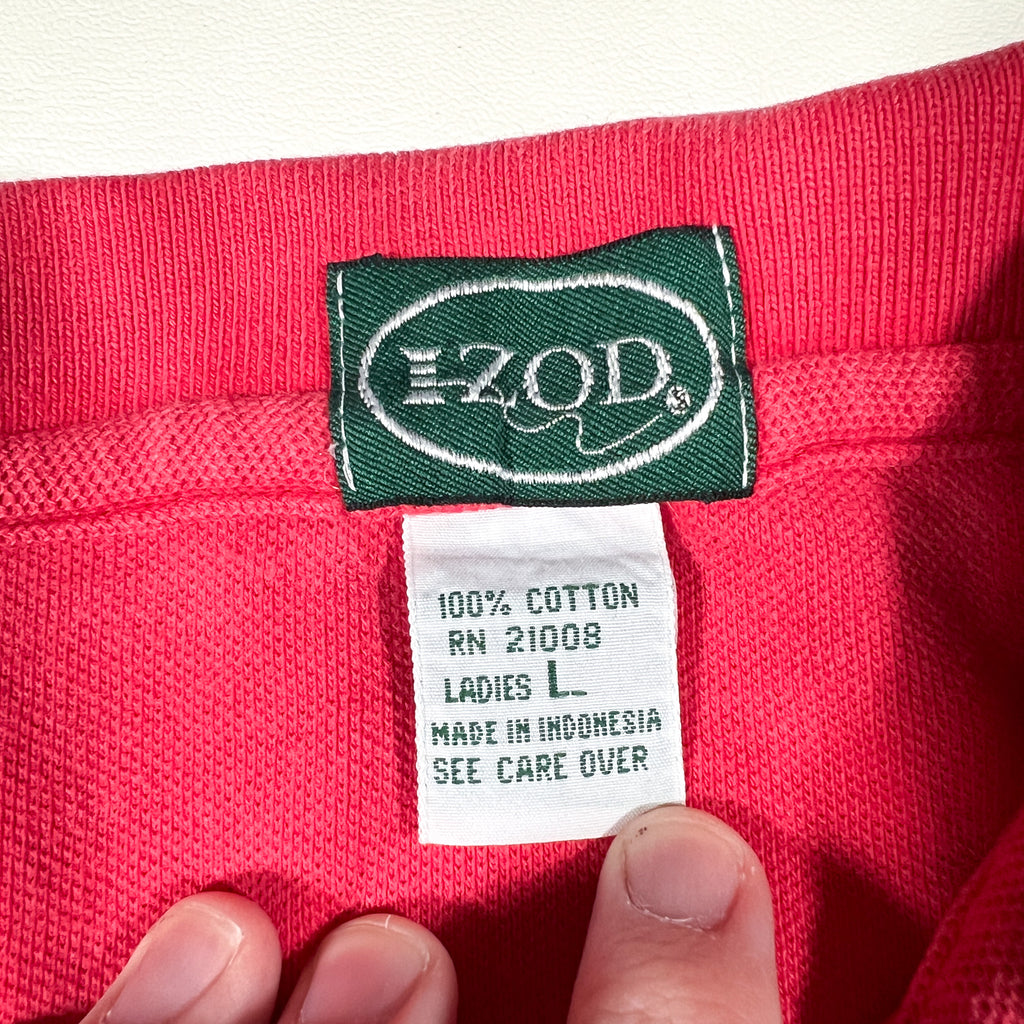 IZOD®
100% COTTON
RN 21008
LADIES L
MADE IN INDONESIA
SEE CARE OVER